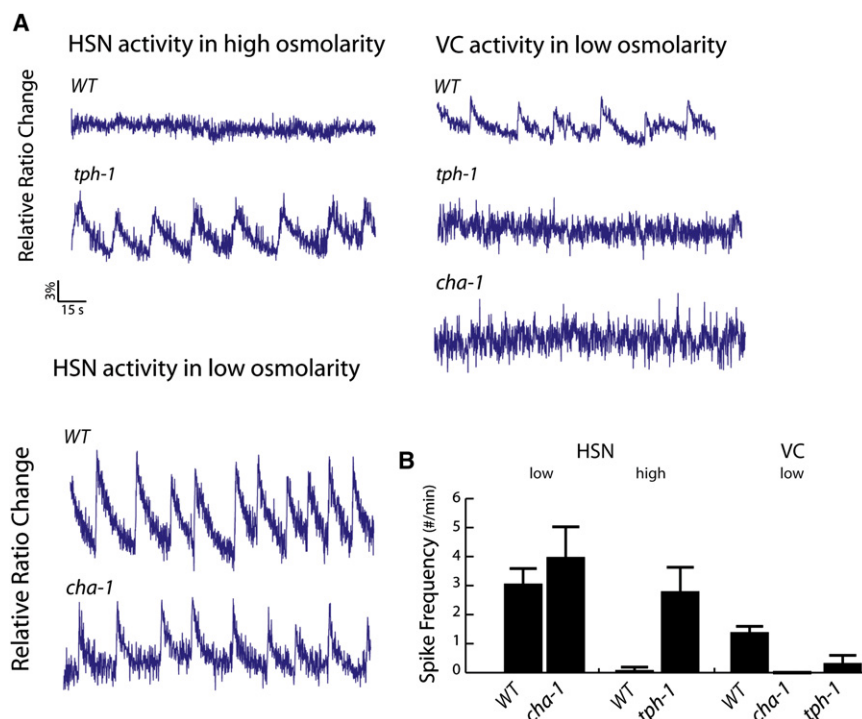 A
HSN activity in high osmolarity
WT
tph-1
Relative Ratio Change
3%
15 s
VC activity in low osmolarity
WT
tph-1
cha-1
HSN activity in low osmolarity
WT
cha-1
Relative Ratio Change
B
HSN VC
low high low
Spike Frequency (#/min)
6
5
4
3
2
1
0
WT cha-1 WT tph-1 WT cha-1 tph-1